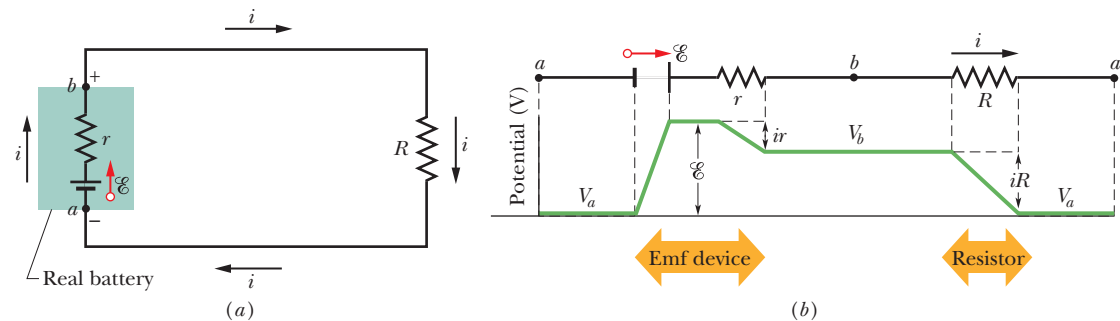 i
b
+
r
i
ℰ
a
−
R
i
Real battery
i
(a)
Potential (V)
a
ℰ
r
b
i
R
a
ir
ℰ
V_a
V_b
iR
V_a
Emf device
Resistor
(b)